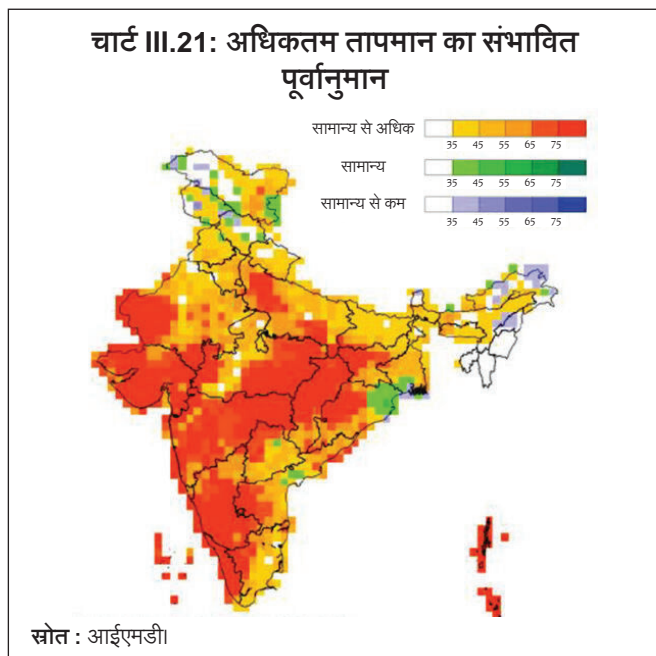 चार्ट III.21: अधिकतम तापमान का संभावित
पूर्वानुमान
सामान्य से अधिक
35 45 55 65 75
सामान्य
35 45 55 65 75
सामान्य से कम
35 45 55 65 75
स्रोत : आईएमडी।